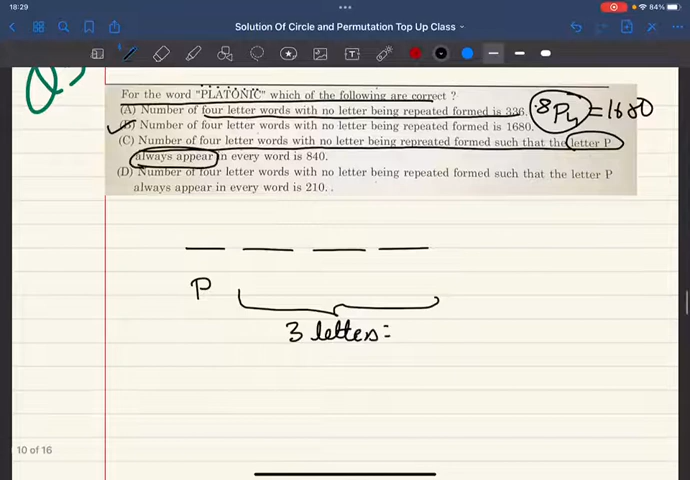 18:29
84%
Solution Of Circle and Permutation Top Up Class
For the word "PLATONIC" which of the following are correct ?
(A) Number of four letter words with no letter being repeated formed is 336.
8P4 = 1680
(B) Number of four letter words with no letter being repeated formed is 1680.
(C) Number of four letter words with no letter being repreated formed such that the letter P
always appear in every word is 840.
(D) Number of four letter words with no letter being repeated formed such that the letter P
always appear in every word is 210..
P
3 letters=
10 of 16